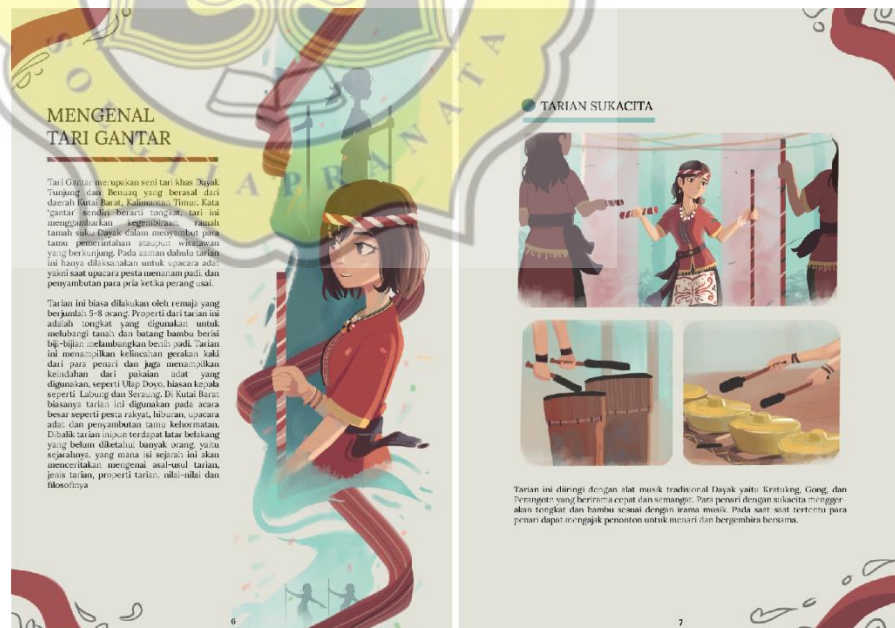 MENGENAL
TARI GANTAR
Tari Gantar merupakan seni tari khas Dayak
Tunjung dan Benuaq yang berasal dari
daerah Kutai Barat, Kalimantan Timur. Kata
'gantar' sendiri berarti tongkat, tari ini
menggambarkan kegembiraan, ramah
tamah suku Dayak dalam menyambut para
tamu pemerintahan ataupun wisatawan
yang berkunjung. Pada zaman dahulu tarian
ini hanya dilaksanakan untuk upacara adat
yakni saat upacara pesta menanam padi, dan
penyambutan para pria ketika perang usai.
Tarian ini biasa dilakukan oleh remaja yang
berjumlah 5-8 orang. Properti dari tarian ini
adalah tongkat yang digunakan untuk
melubangi tanah dan batang bambu berisi
biji-bijian melambangkan benih padi. Tarian
ini menampilkan kelincahan gerakan kaki
dari para penari dan juga menampilkan
keindahan dari pakaian adat yang
digunakan, seperti Ulap Doyo, hiasan kepala
seperti Labung dan Seraung. Di Kutai Barat
biasanya tarian ini digunakan pada acara
besar seperti pesta rakyat, hiburan, upacara
adat dan penyambutan tamu kehormatan.
Dibalik tarian inipun terdapat latar belakang
yang belum diketahui banyak orang, yaitu
sejarahnya, yang mana isi sejarah ini akan
menceritakan mengenai asal-usul tarian,
jenis tarian, properti tarian, nilai-nilai dan
filosofinya
6
TARIAN SUKACITA
Tarian ini diiringi dengan alat musik tradisional Dayak yaitu Kratukng, Gong, dan
Perangotn yang berirama cepat dan semangat. Para penari dengan sukacita mengger-
akan tongkat dan bambu sesuai dengan irama musik. Pada saat-saat tertentu para
penari dapat mengajak penonton untuk menari dan bergembira bersama.
7